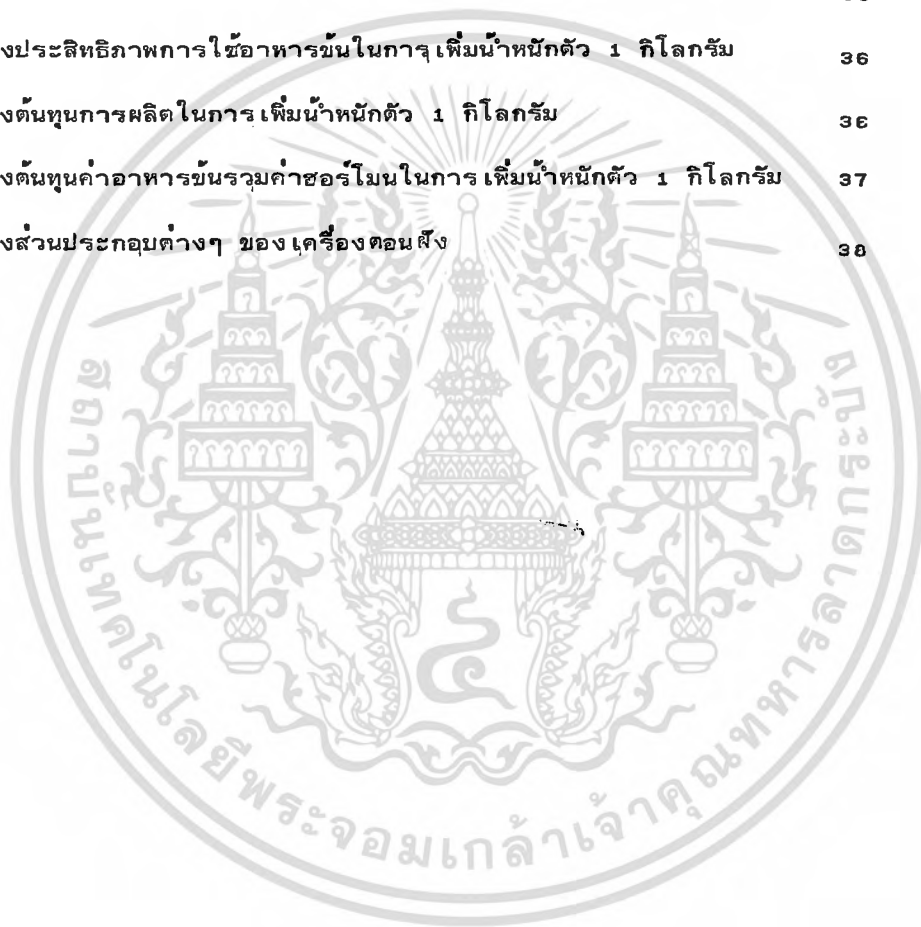 งประสิทธิภาพการใช้อาหารข้นในการเพิ่มน้ำหนักตัว 1 กิโลกรัม 36
งต้นทุนการผลิตในการเพิ่มน้ำหนักตัว 1 กิโลกรัม 36
งต้นทุนค่าอาหารข้นรวมค่าฮอร์โมนในการเพิ่มน้ำหนักตัว 1 กิโลกรัม 37
งส่วนประกอบต่างๆ ของเครื่องตอนฝัง 38
สถาบันเทคโนโลยีพระจอมเกล้าเจ้าคุณทหารลาดกระบัง